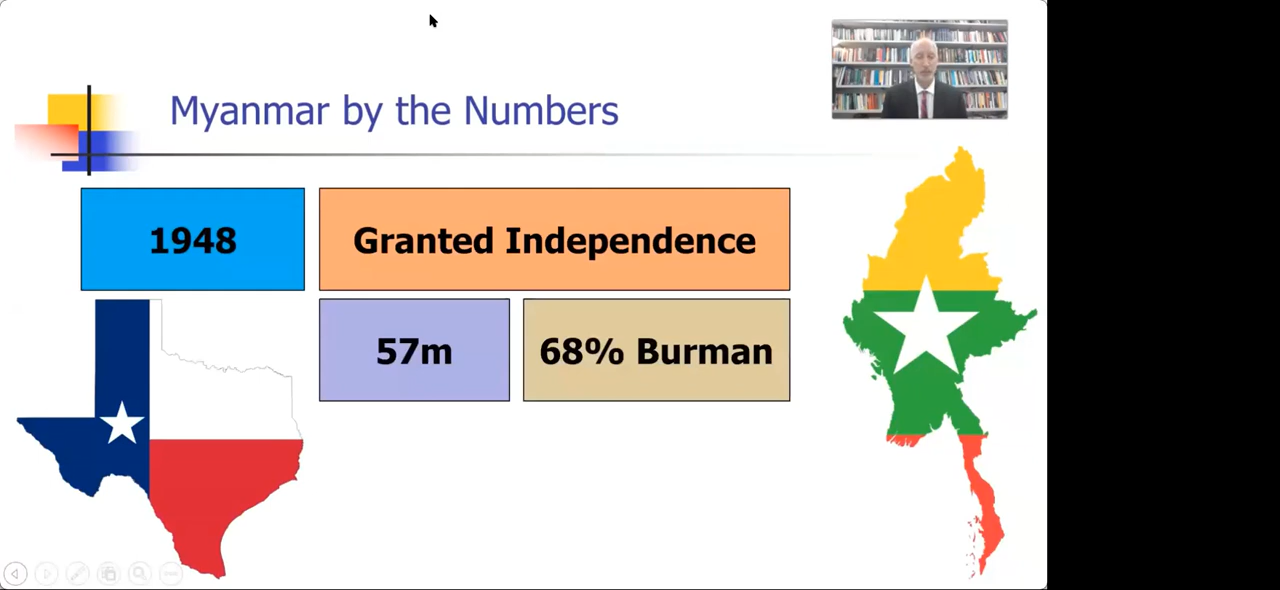 Myanmar by the Numbers
1948
Granted Independence
57m
68% Burman